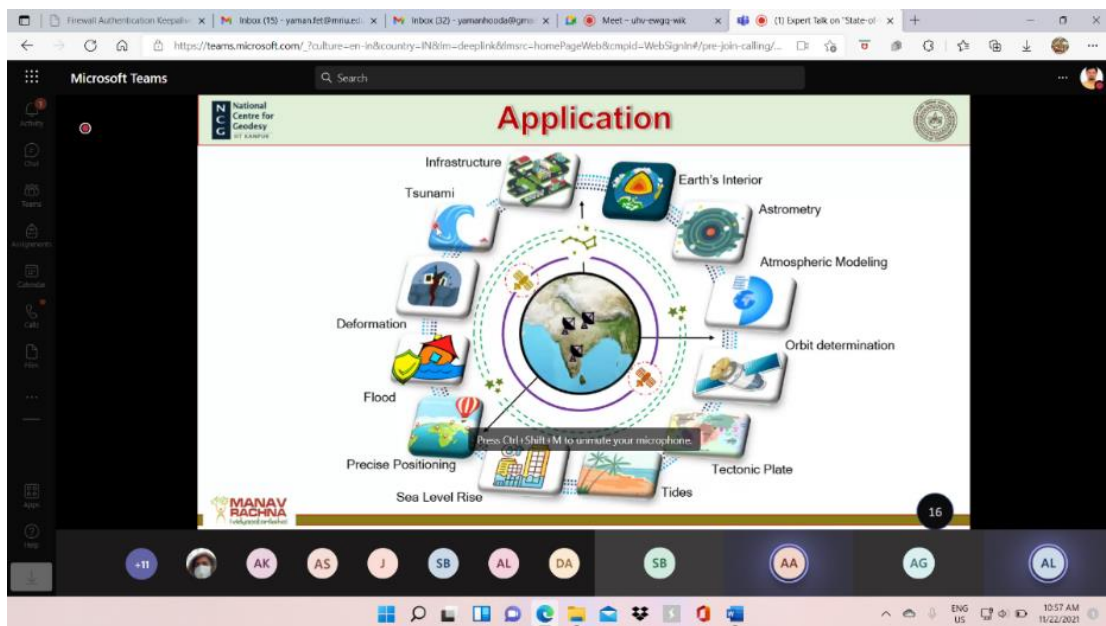 Firewall Authentication Keepaliv
Inbox (15) - yaman.fet@mriu.ed
Inbox (32) - yamanhooda@gma
Meet – uhu-ewgq-wik
(1) Expert Talk on "State-of-
https://teams.microsoft.com/_?culture=en-in&country=IN&lm=deeplink&lmsrc=homePageWeb&cmpid=WebSignIn#/pre-join-calling/...
Microsoft Teams
Search
Activity
Chat
Teams
Assignments
Calendar
Calls
Files
Apps
Help
National
Centre for
Geodesy
IIT KANPUR
NCG
Application
Infrastructure
Earth's Interior
Tsunami
Astrometry
Atmospheric Modeling
Deformation
Orbit determination
Flood
Press Ctrl+Shift+M to unmute your microphone.
Precise Positioning
Tectonic Plate
Sea Level Rise
Tides
MANAV
RACHNA
16
+11
AK
AS
J
SB
AL
DA
SB
AA
AG
AL
ENG
US
10:57 AM
11/22/2021